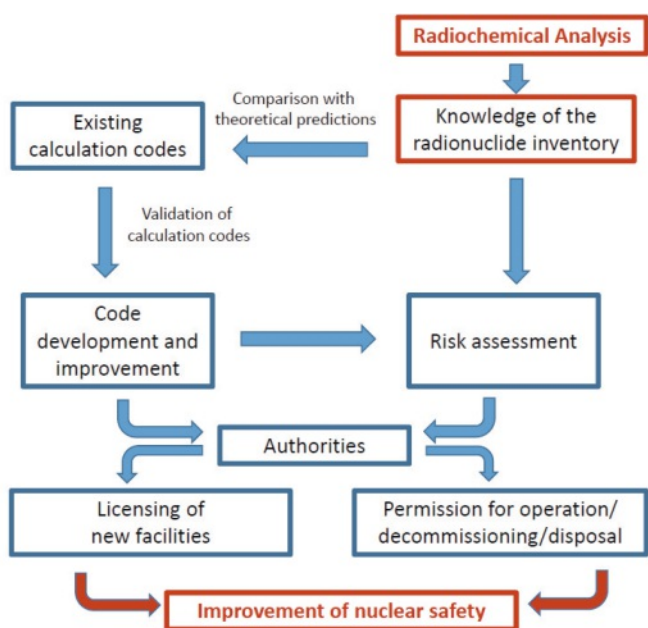 Radiochemical Analysis
Comparison with
theoretical predictions
Existing
calculation codes
Knowledge of the
radionuclide inventory
Validation of
calculation codes
Code
development and
improvement
Risk assessment
Authorities
Licensing of
new facilities
Permission for operation/
decommissioning/disposal
Improvement of nuclear safety